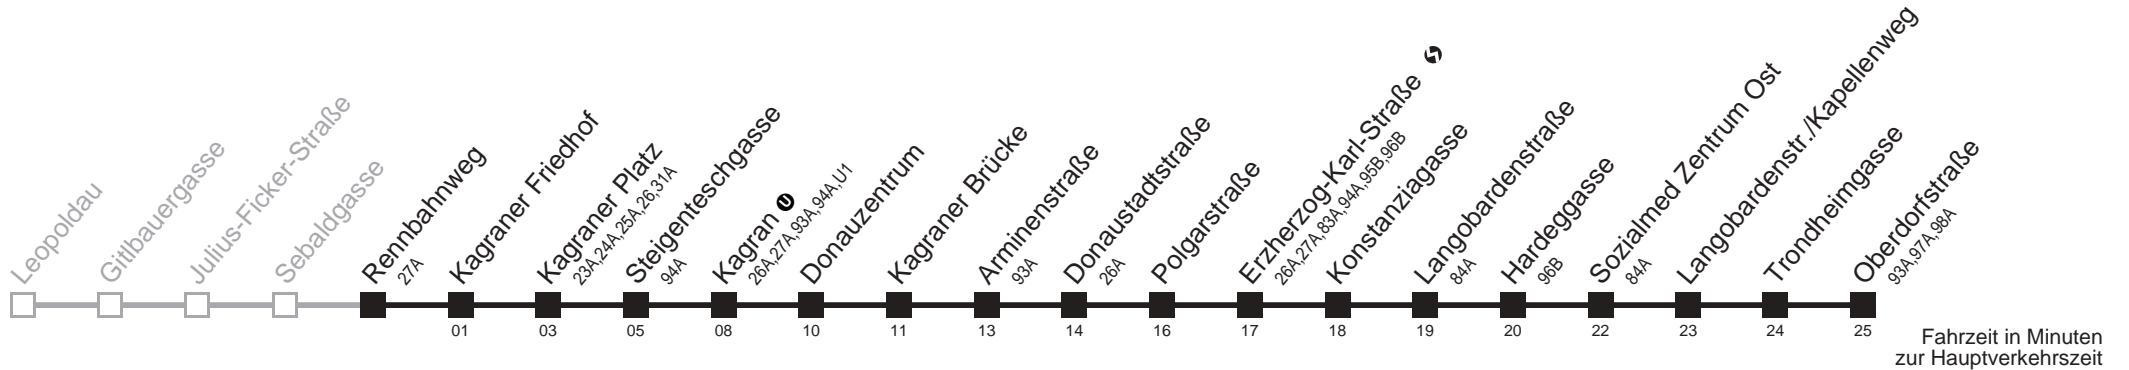 Leopoldau
Gitlbauergasse
Julius-Ficker-Straße
Sebaldgasse
Rennbahnweg
27A
Kagraner Friedhof
Kagraner Platz
23A,24A,25A,26,31A
Steigenteschgasse
94A
Kagran U
26A,27A,93A,94A,U1
Donauzentrum
Kagraner Brücke
Arminenstraße
93A
Donaustadtstraße
26A
Polgarstraße
Erzherzog-Karl-Straße
26A,27A,83A,94A,95B,96B
Konstanziagasse
Langobardenstraße
84A
Hardeggasse
96B
Sozialmed Zentrum Ost
84A
Langobardenstr./Kapellenweg
Trondheimgasse
Oberdorfstraße
93A,97A,98A
01 03 05 08 10 11 13 14 16 17 18 19 20 22 23 24 25
Fahrzeit in Minuten
zur Hauptverkehrszeit